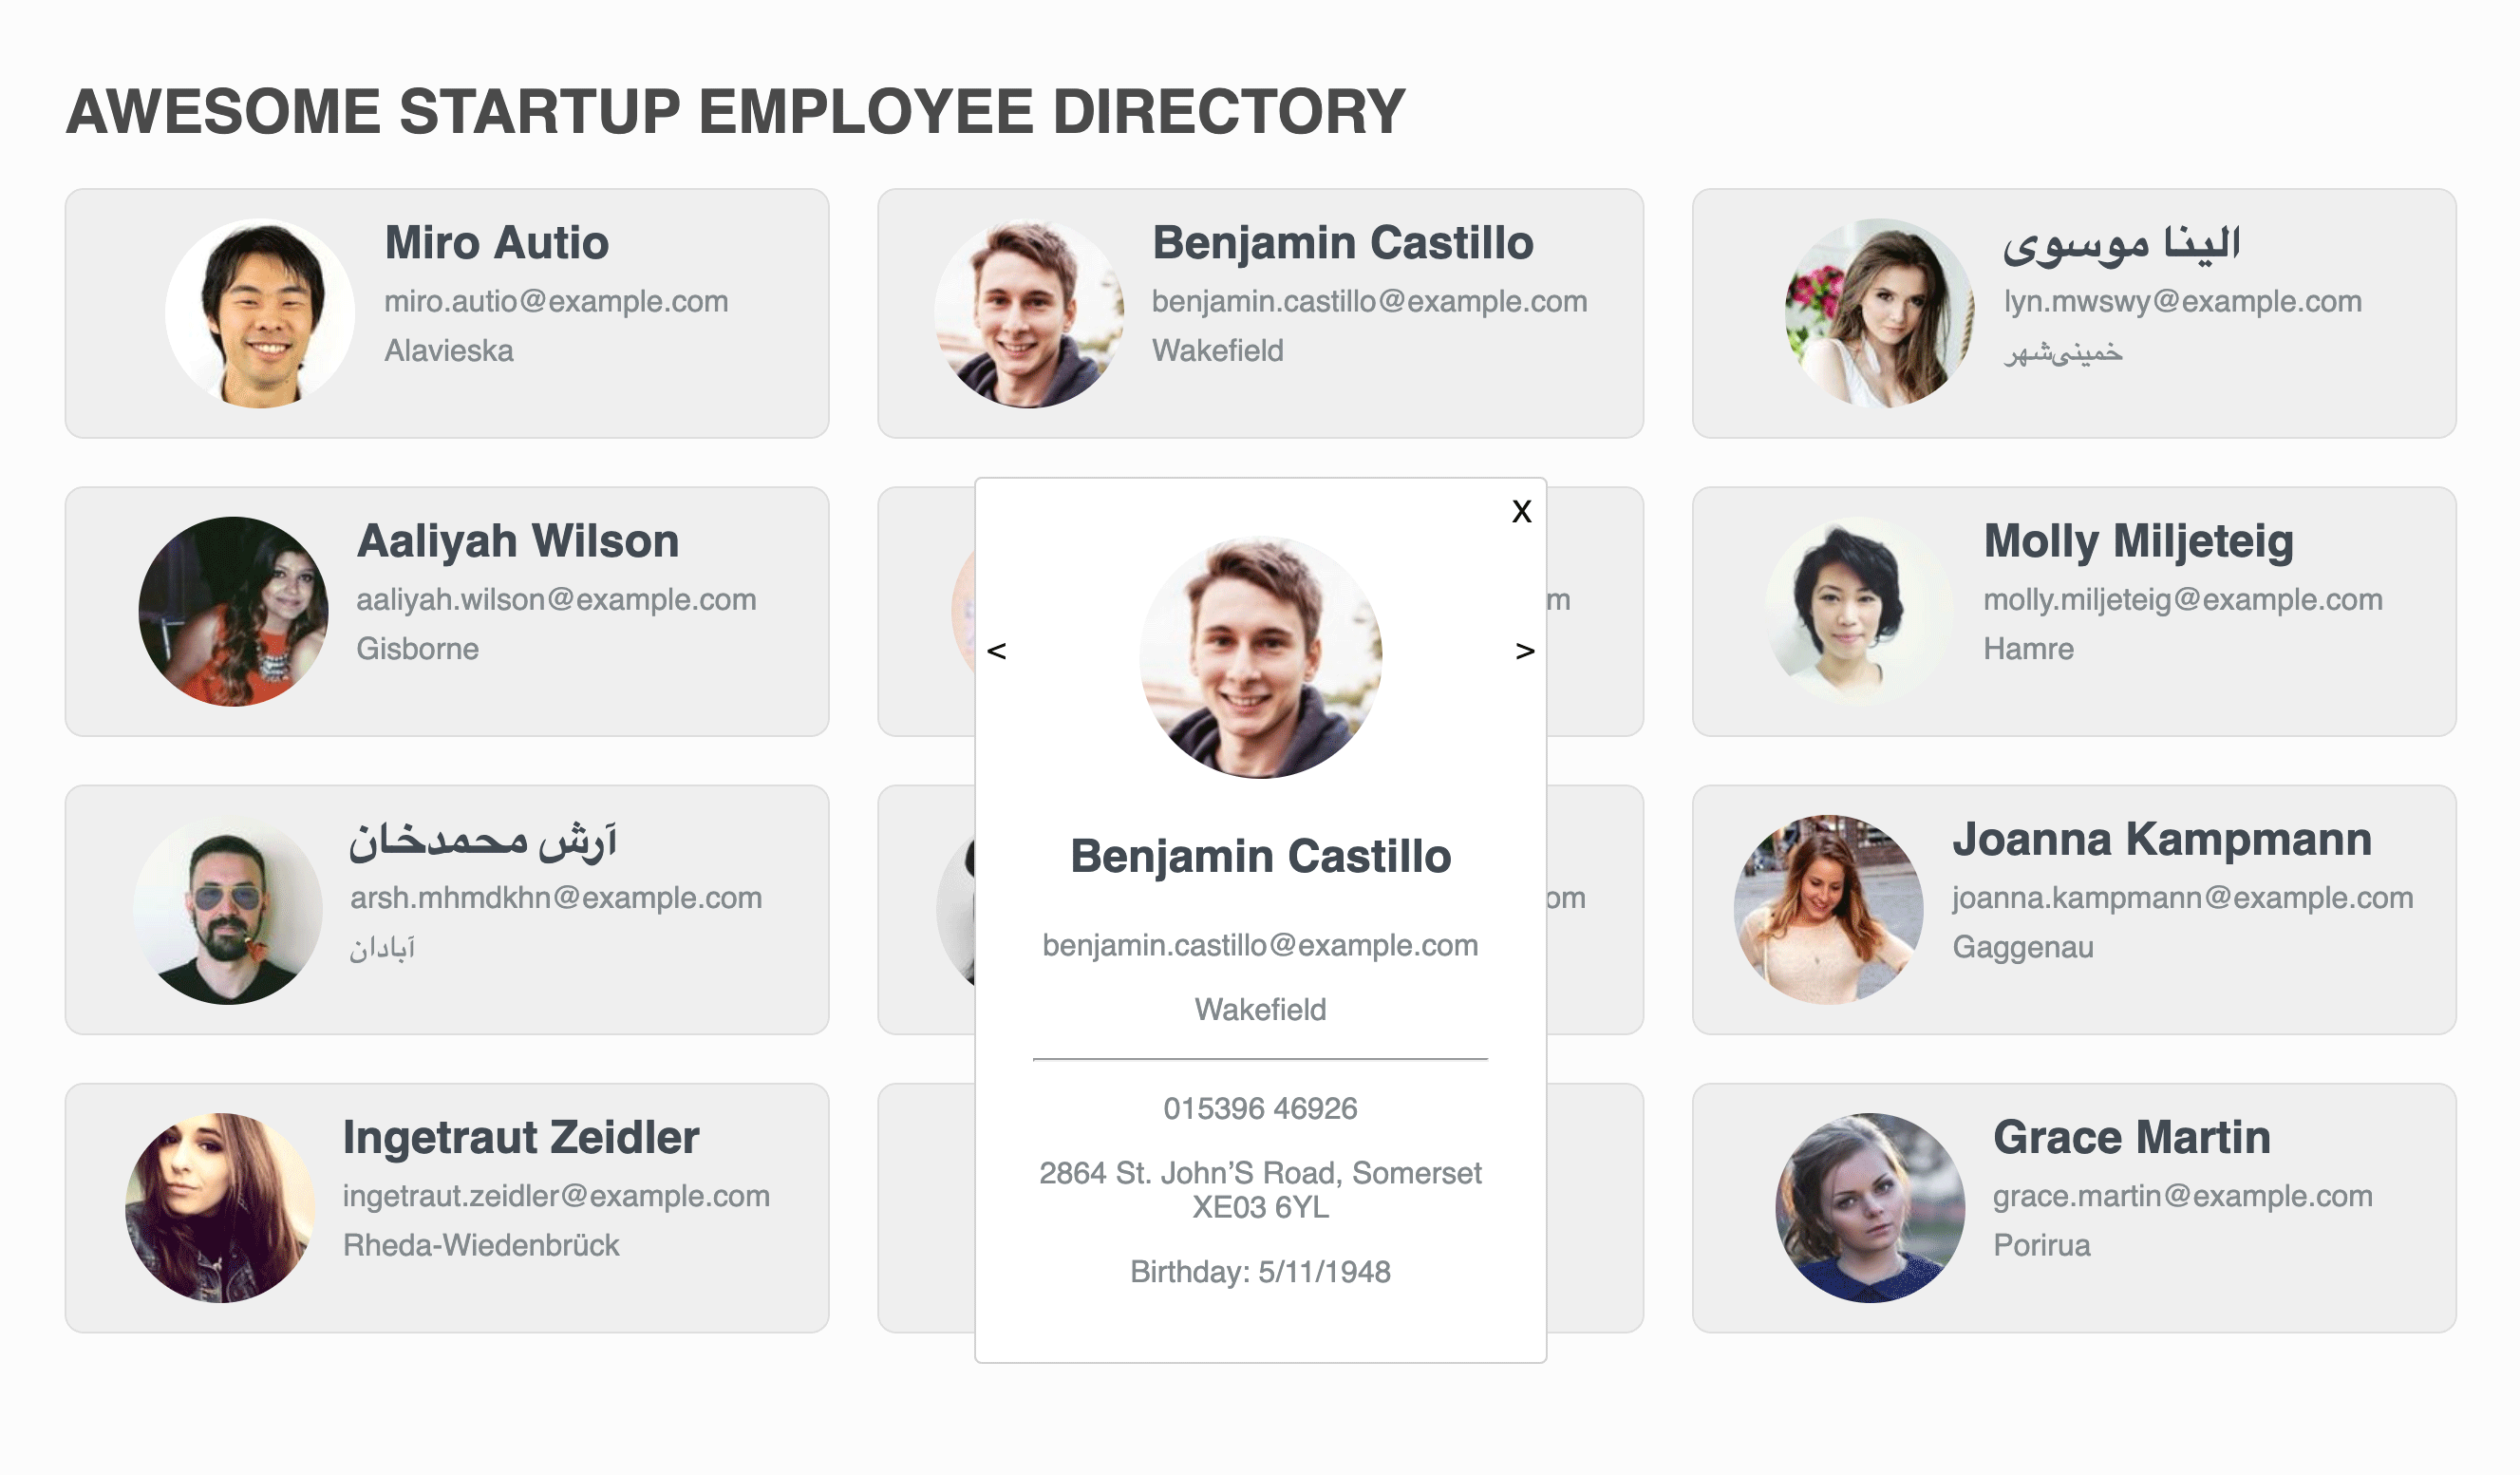 AWESOME STARTUP EMPLOYEE DIRECTORY
Miro Autio
miro.autio@example.com
Alavieska
Benjamin Castillo
benjamin.castillo@example.com
Wakefield
الینا موسوی
lyn.mwswy@example.com
خمینی‌شهر
Aaliyah Wilson
aaliyah.wilson@example.com
Gisborne
m
Molly Miljeteig
molly.miljeteig@example.com
Hamre
آرش محمدخان
arsh.mhmdkhn@example.com
آبادان
om
Joanna Kampmann
joanna.kampmann@example.com
Gaggenau
Ingetraut Zeidler
ingetraut.zeidler@example.com
Rheda-Wiedenbrück
Grace Martin
grace.martin@example.com
Porirua
X
<
>
Benjamin Castillo
benjamin.castillo@example.com
Wakefield
015396 46926
2864 St. John’S Road, Somerset
XE03 6YL
Birthday: 5/11/1948